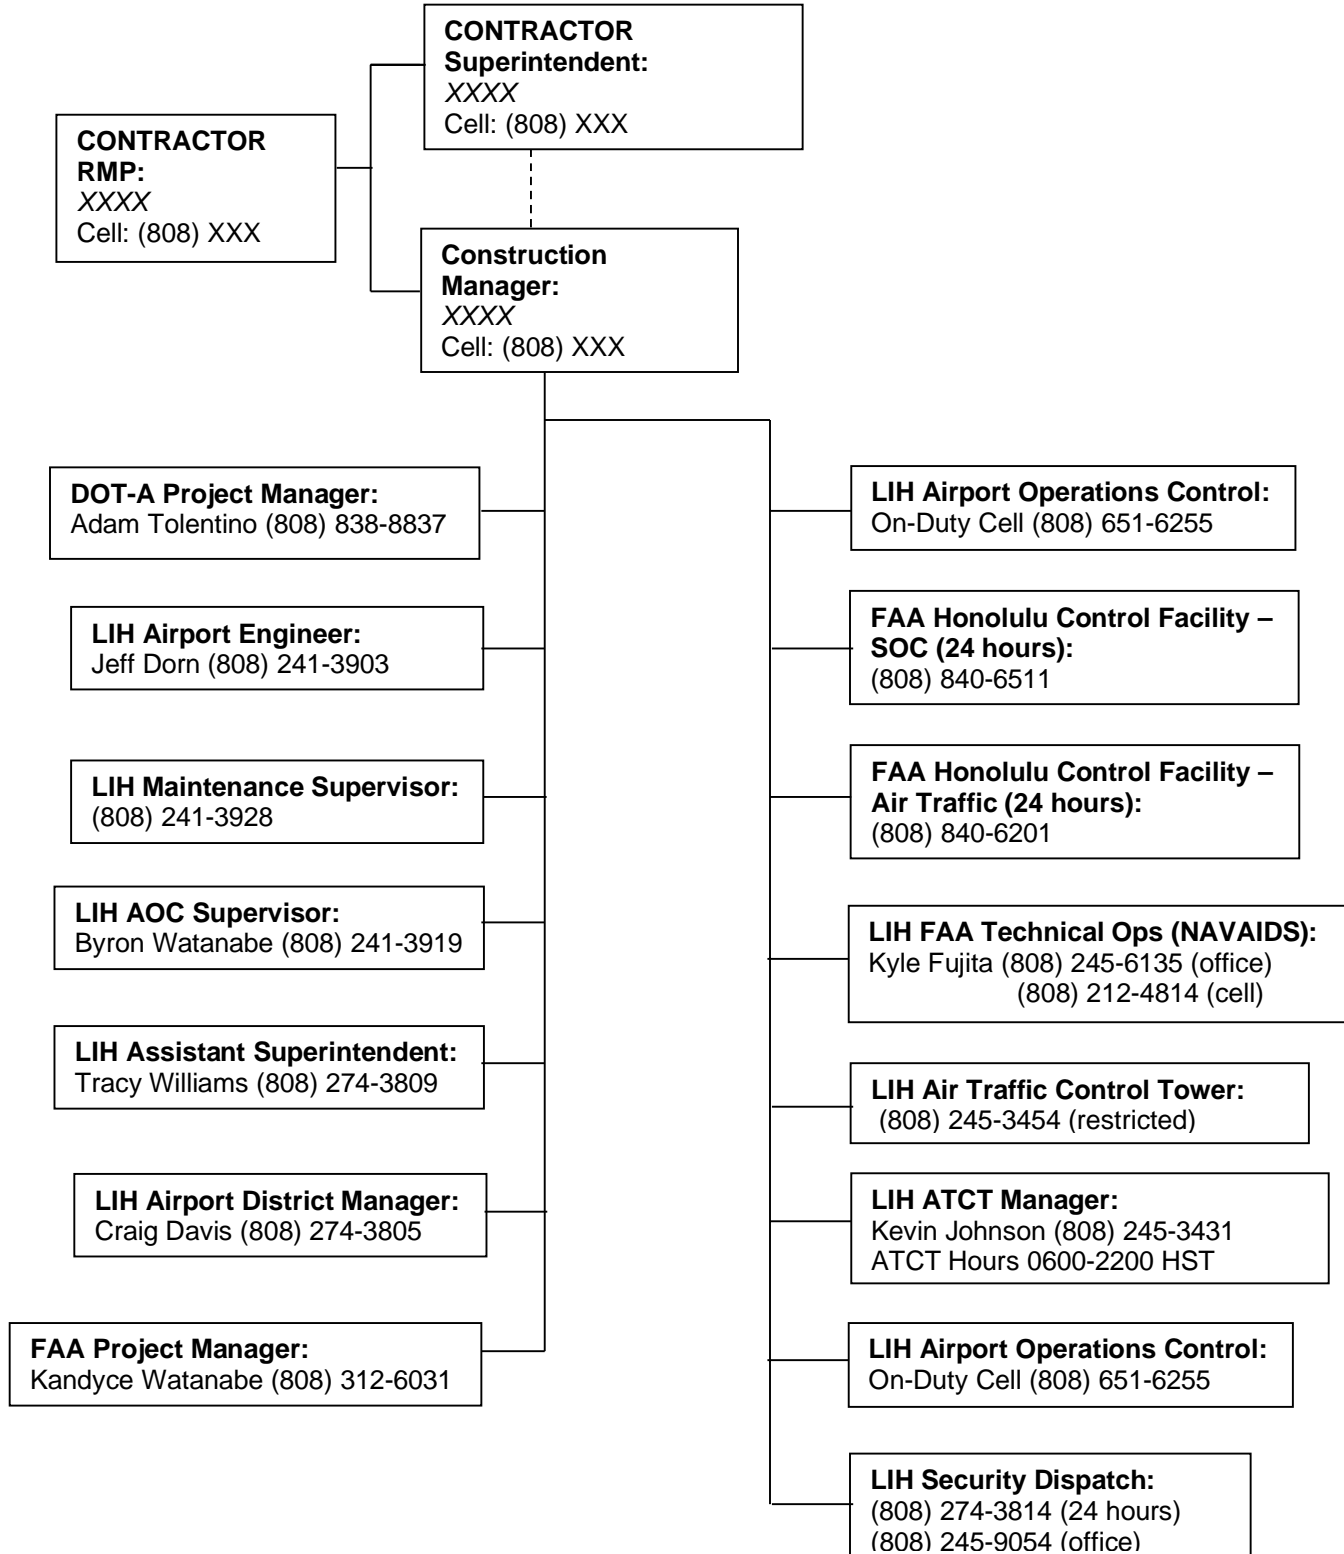 CONTRACTOR
Superintendent:
XXXX
Cell: (808) XXX
CONTRACTOR
RMP:
XXXX
Cell: (808) XXX
Construction
Manager:
XXXX
Cell: (808) XXX
DOT-A Project Manager:
Adam Tolentino (808) 838-8837
LIH Airport Engineer:
Jeff Dorn (808) 241-3903
LIH Maintenance Supervisor:
(808) 241-3928
LIH AOC Supervisor:
Byron Watanabe (808) 241-3919
LIH Assistant Superintendent:
Tracy Williams (808) 274-3809
LIH Airport District Manager:
Craig Davis (808) 274-3805
FAA Project Manager:
Kandyce Watanabe (808) 312-6031
LIH Airport Operations Control:
On-Duty Cell (808) 651-6255
FAA Honolulu Control Facility –
SOC (24 hours):
(808) 840-6511
FAA Honolulu Control Facility –
Air Traffic (24 hours):
(808) 840-6201
LIH FAA Technical Ops (NAVAIDS):
Kyle Fujita (808) 245-6135 (office)
(808) 212-4814 (cell)
LIH Air Traffic Control Tower:
(808) 245-3454 (restricted)
LIH ATCT Manager:
Kevin Johnson (808) 245-3431
ATCT Hours 0600-2200 HST
LIH Airport Operations Control:
On-Duty Cell (808) 651-6255
LIH Security Dispatch:
(808) 274-3814 (24 hours)
(808) 245-9054 (office)